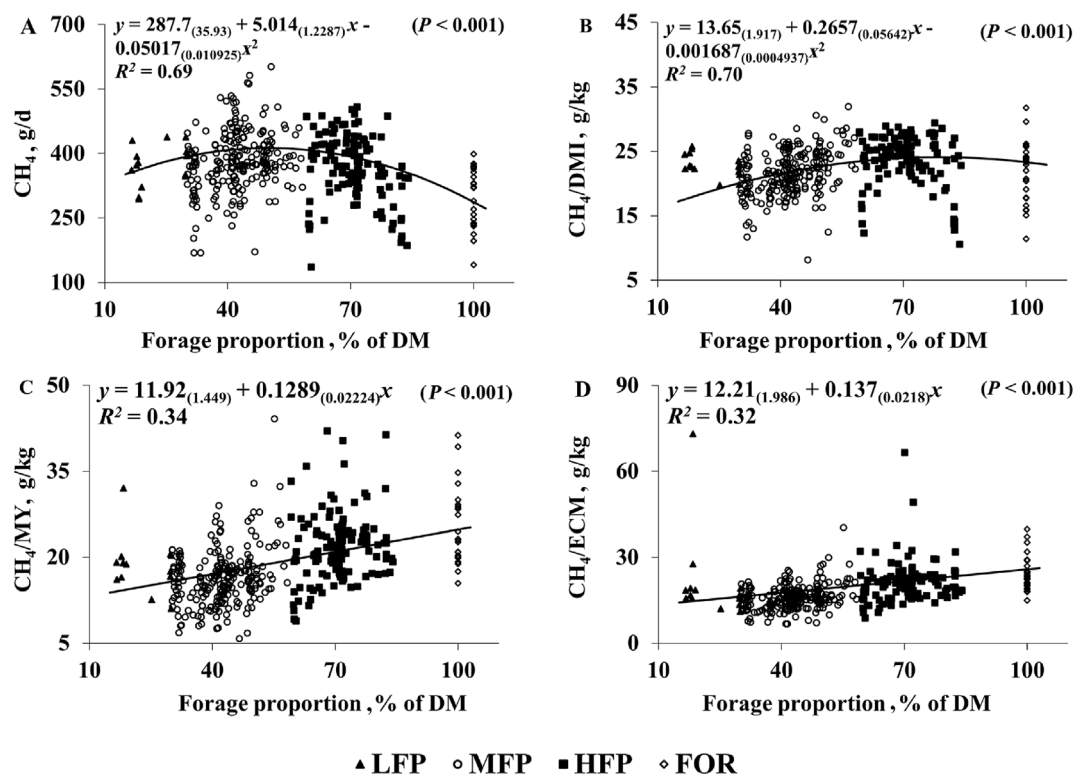 A
y = 287.7(35.93) + 5.014(1.2287)x -
0.05017(0.010925)x²
R² = 0.69
(P < 0.001)
700
550
400
250
100
CH₄, g/d
10 40 70 100
Forage proportion , % of DM
B
y = 13.65(1.917) + 0.2657(0.05642)x -
0.001687(0.0004937)x²
R² = 0.70
(P < 0.001)
45
35
25
15
5
CH₄/DMI, g/kg
10 40 70 100
Forage proportion , % of DM
C
y = 11.92(1.449) + 0.1289(0.02224)x
R² = 0.34
(P < 0.001)
50
35
20
5
CH₄/MY, g/kg
10 40 70 100
Forage proportion , % of DM
D
y = 12.21(1.986) + 0.137(0.0218)x
R² = 0.32
(P < 0.001)
90
60
30
0
CH₄/ECM, g/kg
10 40 70 100
Forage proportion , % of DM
LFP MFP HFP FOR